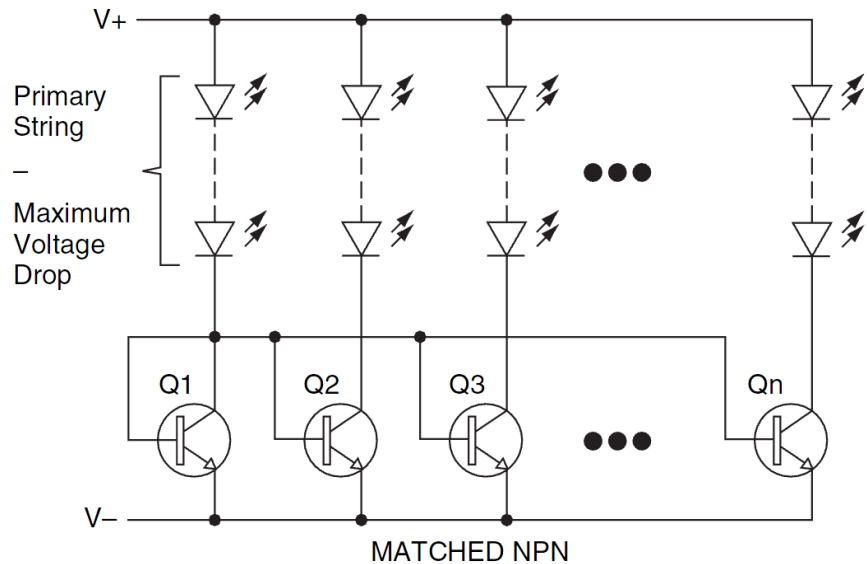 V+
Primary
String
–
Maximum
Voltage
Drop
Q1
Q2
Q3
Qn
V–
MATCHED NPN